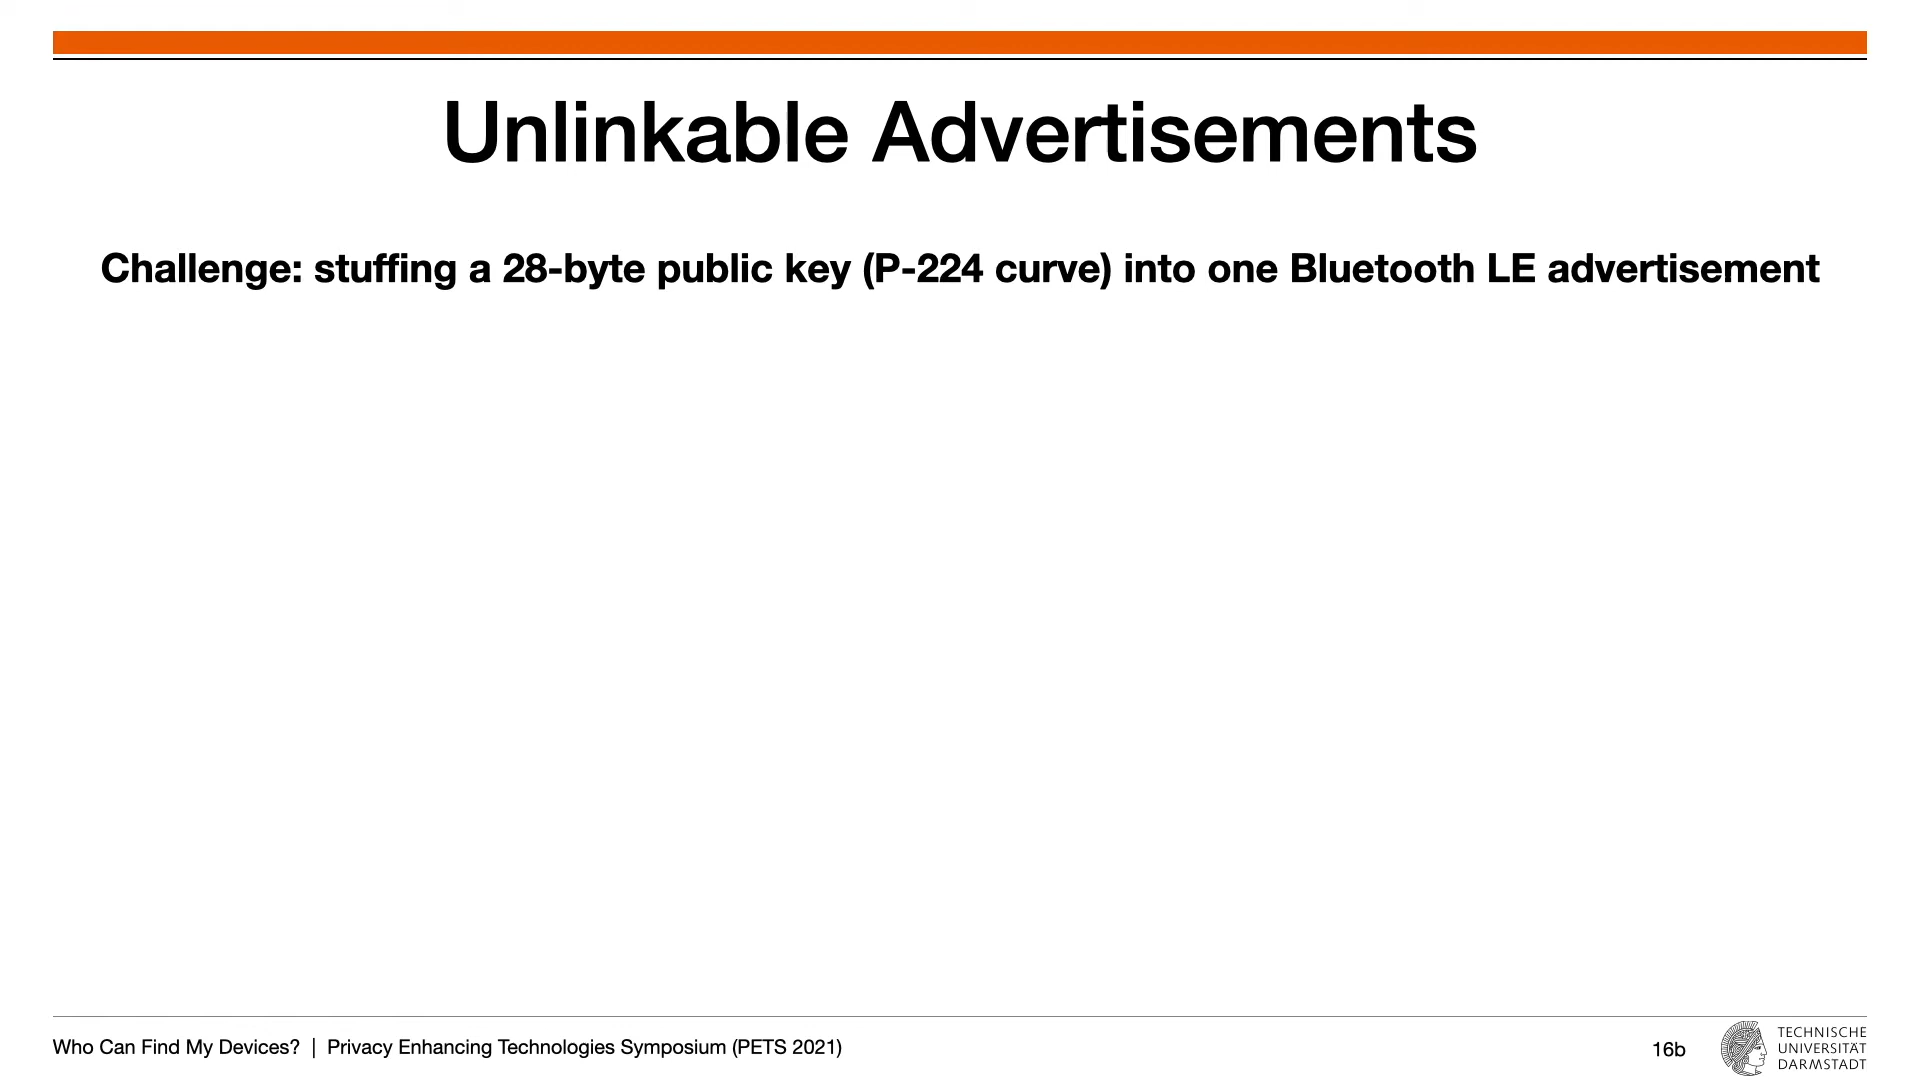 Unlinkable Advertisements
Challenge: stuffing a 28-byte public key (P-224 curve) into one Bluetooth LE advertisement
Who Can Find My Devices? | Privacy Enhancing Technologies Symposium (PETS 2021)
16b
TECHNISCHE
UNIVERSITÄT
DARMSTADT